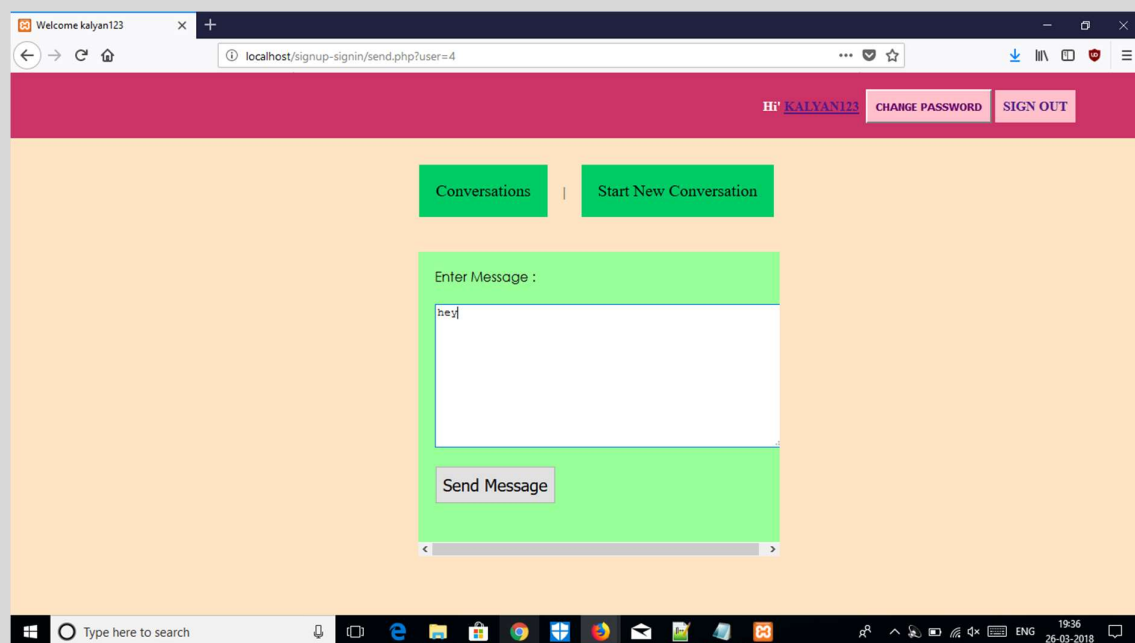 Welcome kalyan123
localhost/signup-signin/send.php?user=4
Hi' KALYAN123 CHANGE PASSWORD SIGN OUT
Conversations | Start New Conversation
Enter Message :
hey
Send Message
Type here to search
ENG
19:36
26-03-2018